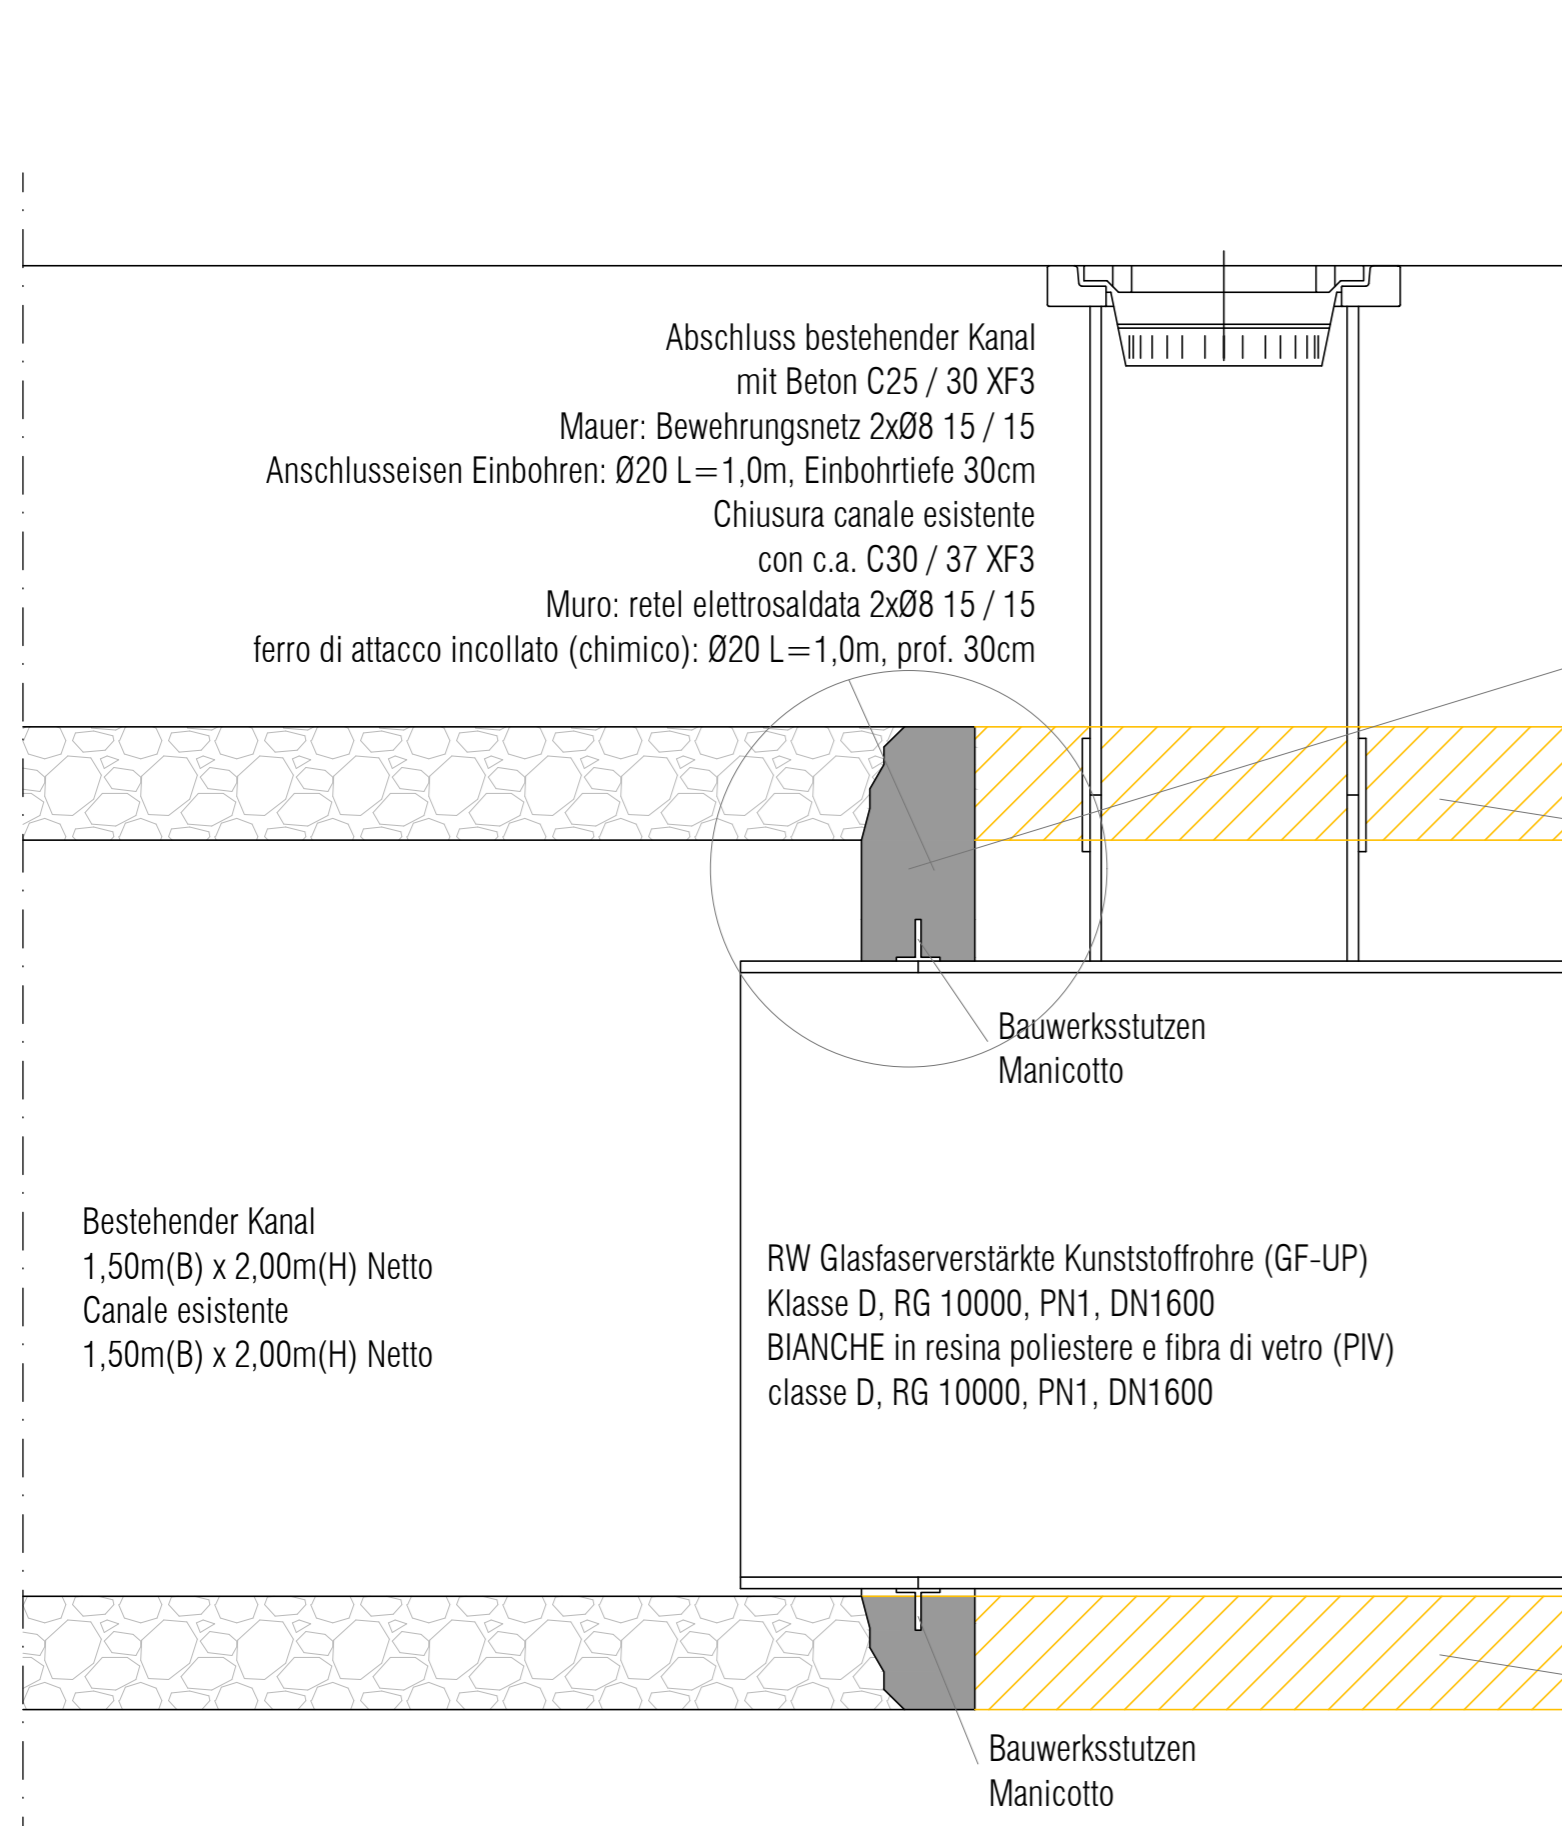 Abschluss bestehender Kanal
mit Beton C25 / 30 XF3
Mauer: Bewehrungsnetz 2xØ8 15 / 15
Anschlusseisen Einbohren: Ø20 L=1,0m, Einbohrtiefe 30cm
Chiusura canale esistente
con c.a. C30 / 37 XF3
Muro: retel elettrosaldata 2xØ8 15 / 15
ferro di attacco incollato (chimico): Ø20 L=1,0m, prof. 30cm
Bauwerksstutzen
Manicotto
Bestehender Kanal
1,50m(B) x 2,00m(H) Netto
Canale esistente
1,50m(B) x 2,00m(H) Netto
RW Glasfaserverstärkte Kunststoffrohre (GF-UP)
Klasse D, RG 10000, PN1, DN1600
BIANCHE in resina poliestere e fibra di vetro (PIV)
classe D, RG 10000, PN1, DN1600
Bauwerksstutzen
Manicotto